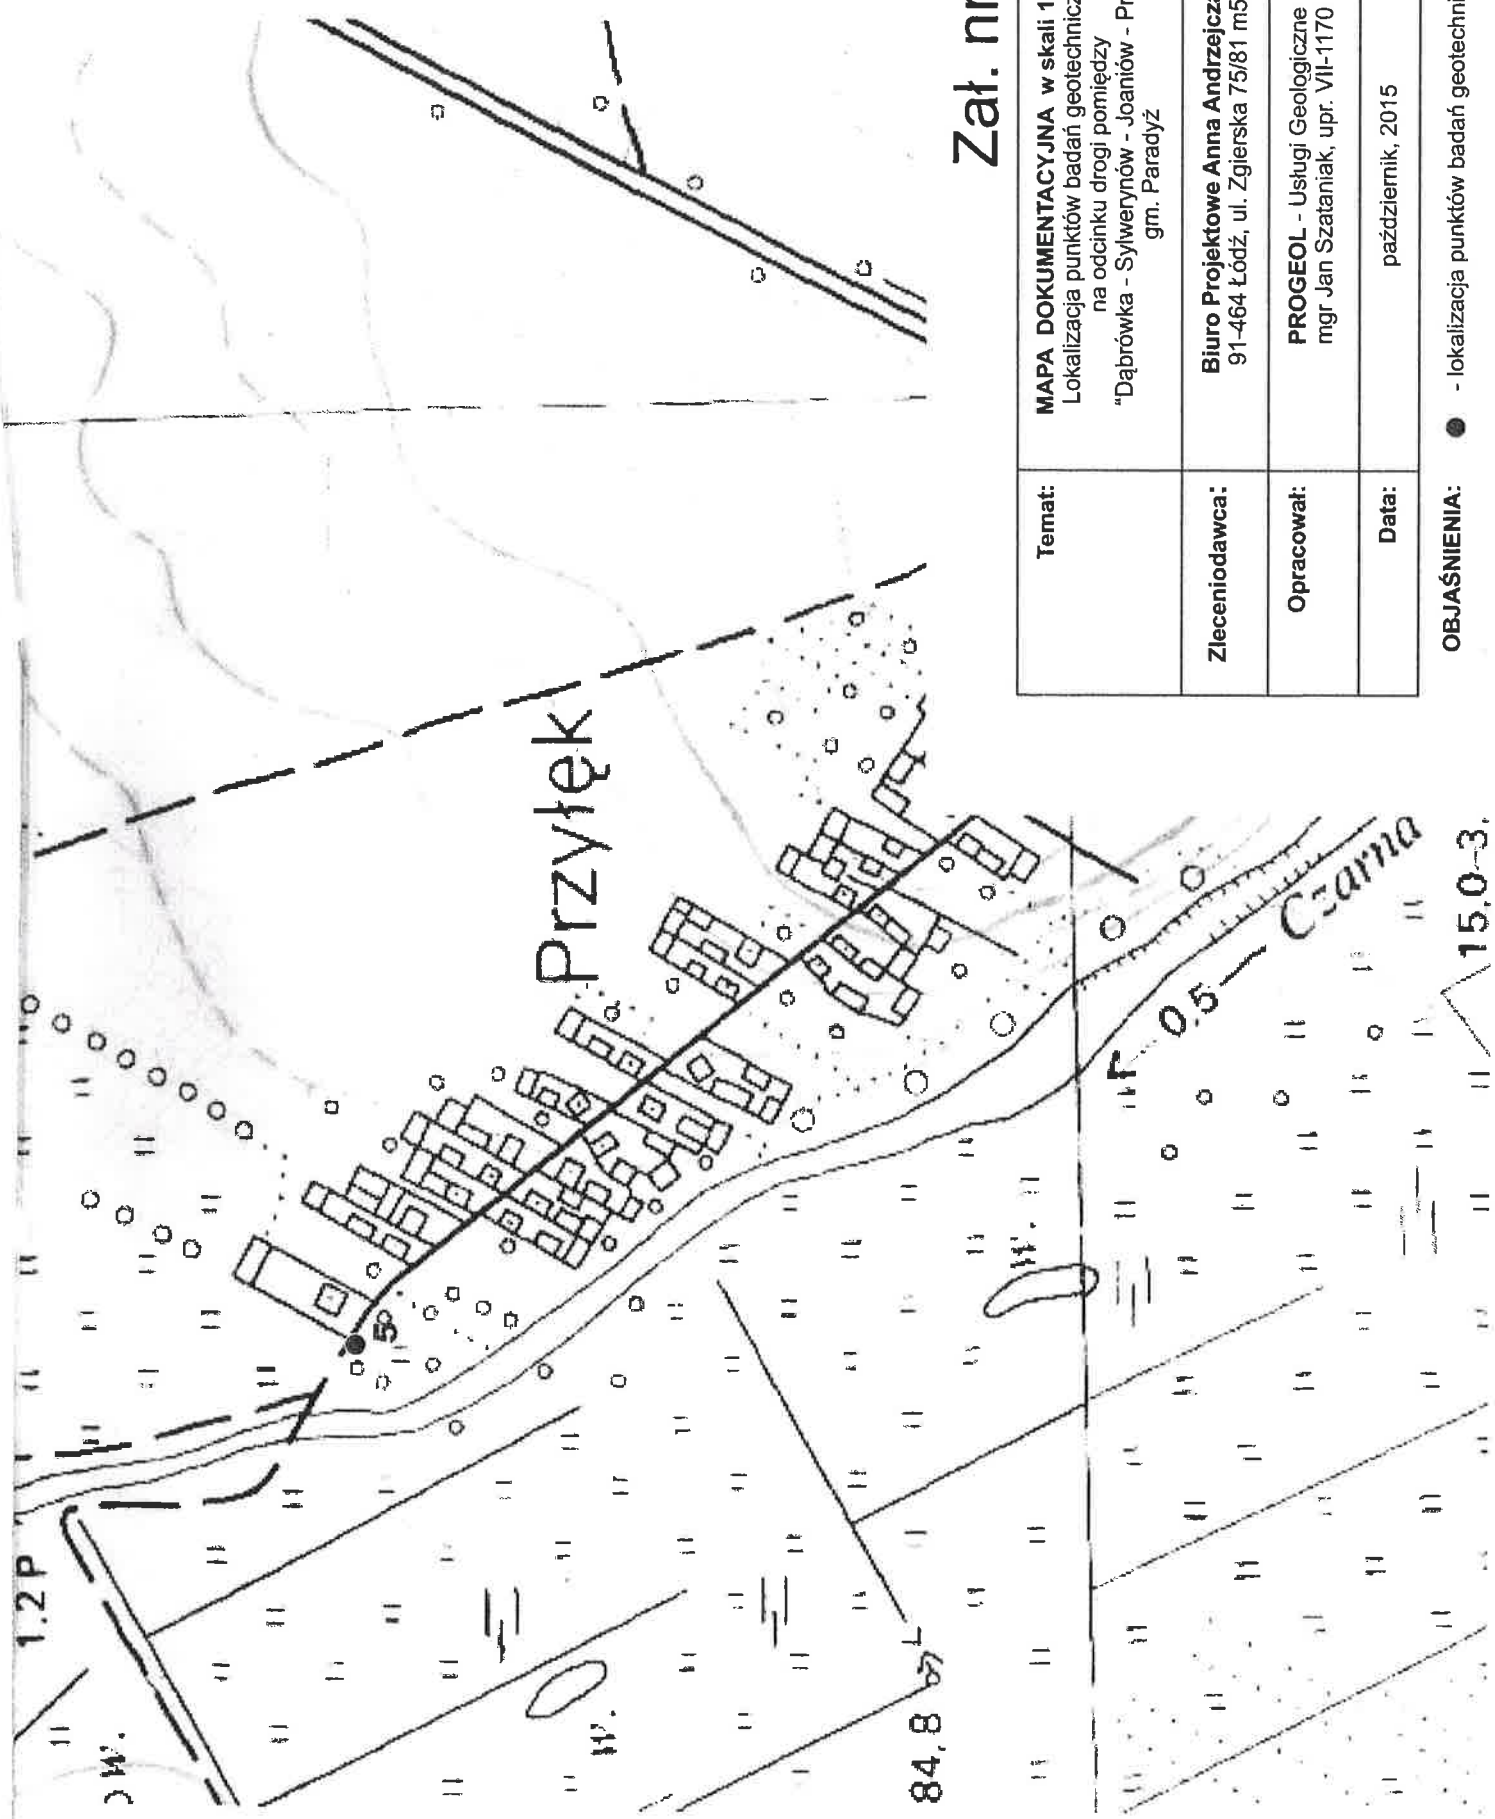 Zał. nr
Temat:
MAPA DOKUMENTACYJNA w skali 1
Lokalizacja punktów badań geotechnicz
na odcinku drogi pomiędzy
"Dąbrówka - Sylwerynów - Joaniów - Pr
gm. Paradyż
Zleceniodawca:
Biuro Projektowe Anna Andrzejcza
91-464 Łódź, ul. Zgierska 75/81 m5
Opracował:
PROGEOL - Usługi Geologiczne
mgr Jan Szataniak, upr. VII-1170
Data:
październik, 2015
OBJAŚNIENIA:
- lokalizacja punktów badań geotechni
1.2 P
w.
5
Przyłęk
w.
84,8
w.
0.5
Czarna
15.0-3.